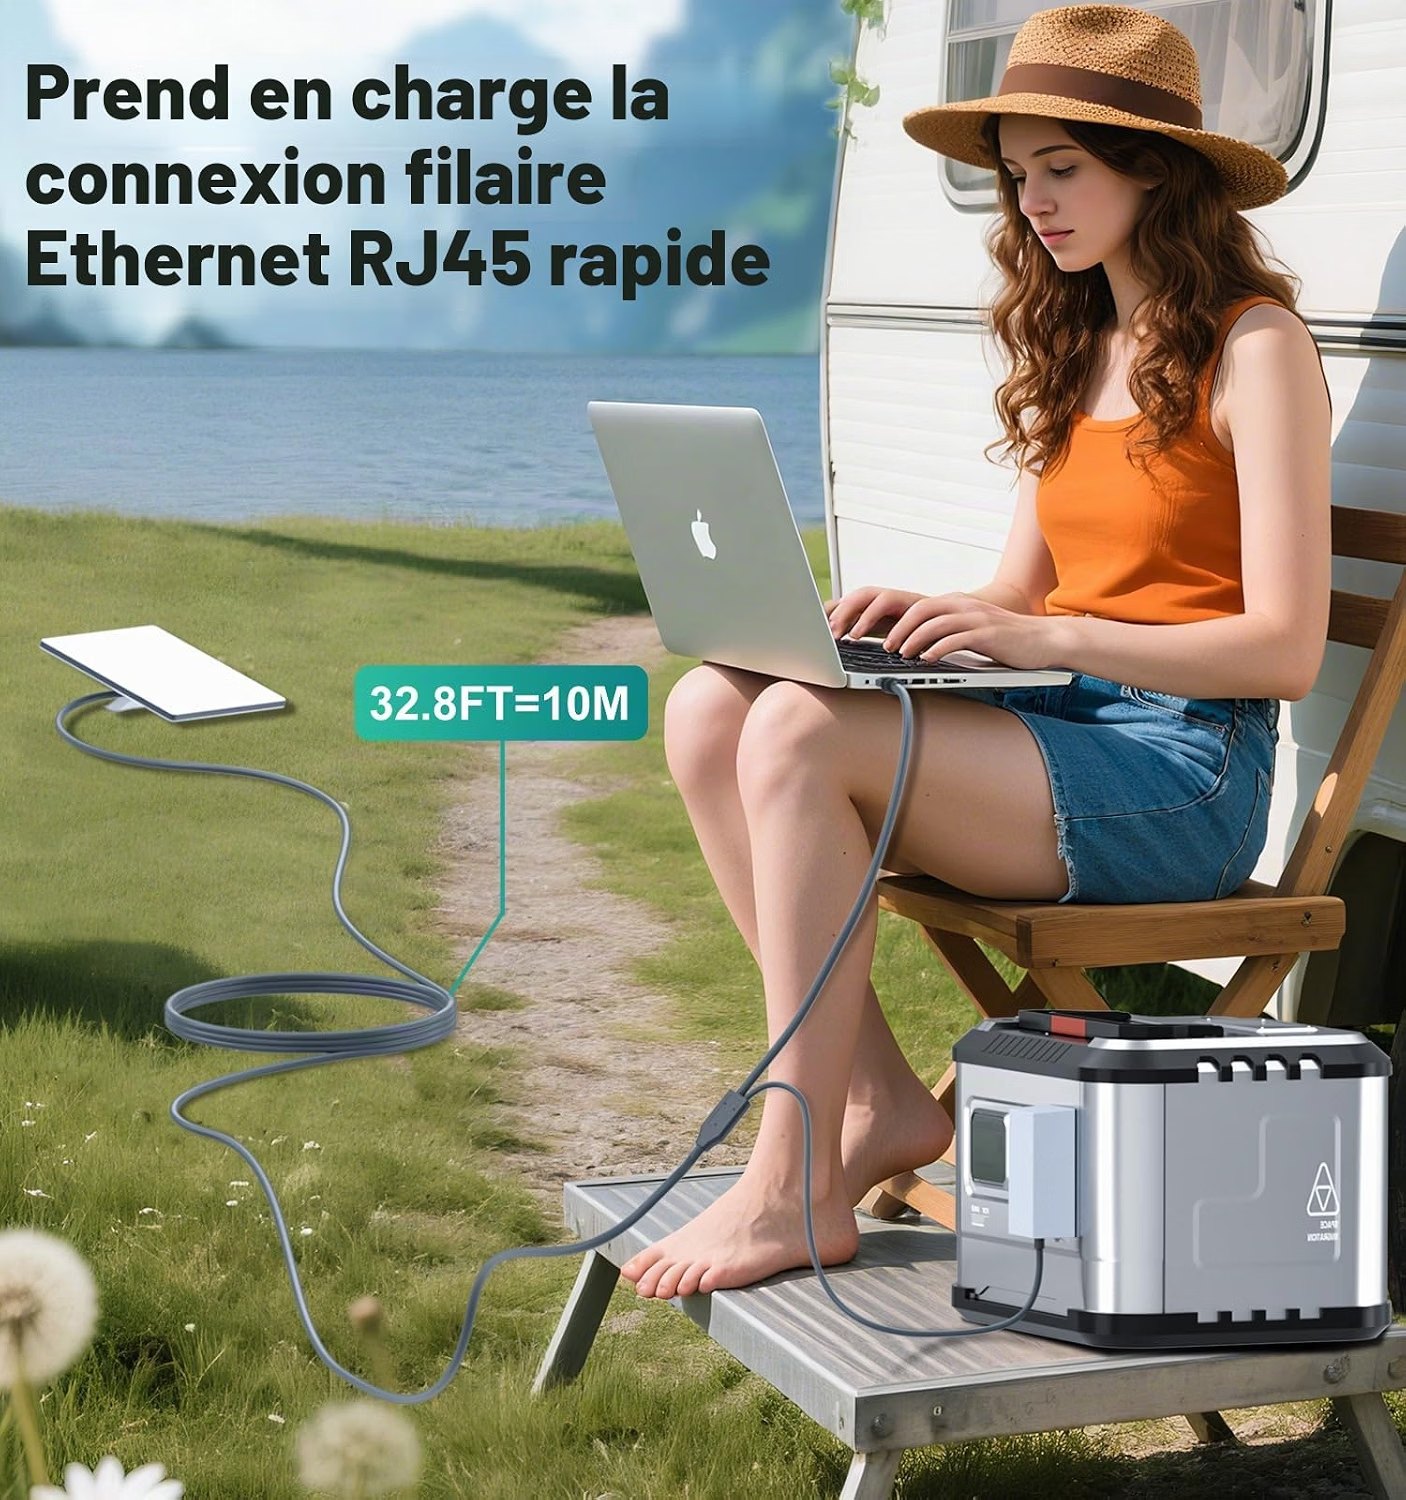 Prend en charge la
connexion filaire
Ethernet RJ45 rapide
32.8FT=10M